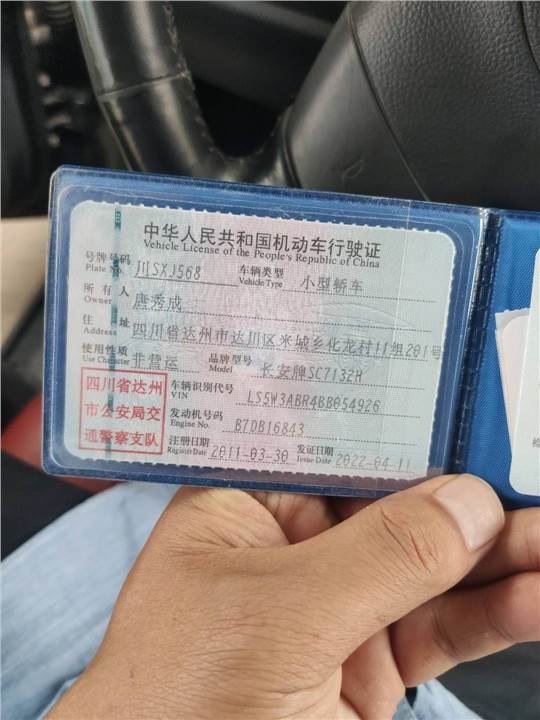 中华人民共和国机动车行驶证
Vehicle License of the People's Republic of China
号牌号码 川SXJ568 车辆类型 小型轿车
Plate No. Vehicle Type
所有人 唐秀成
Owner
住址 四川省达州市达川区米城乡化龙村11组201号
Address
使用性质 非营运 品牌型号 长安牌SC7132H
Use Character Model
四川省达州
市公安局交
通警察支队
车辆识别代号 LS5W3ABR4BB054926
VIN
发动机号码 B7DB16843
Engine No.
注册日期 2011-03-30 发证日期 2022-04-11
Register Date Issue Date